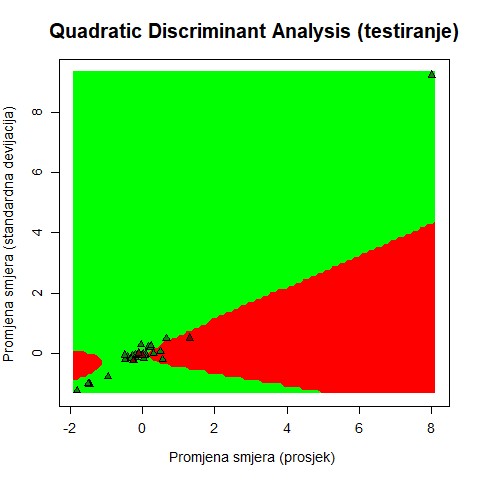 Quadratic Discriminant Analysis (testiranje)
Promjena smjera (standardna devijacija)
8
6
4
2
0
-2 0 2 4 6 8
Promjena smjera (prosjek)